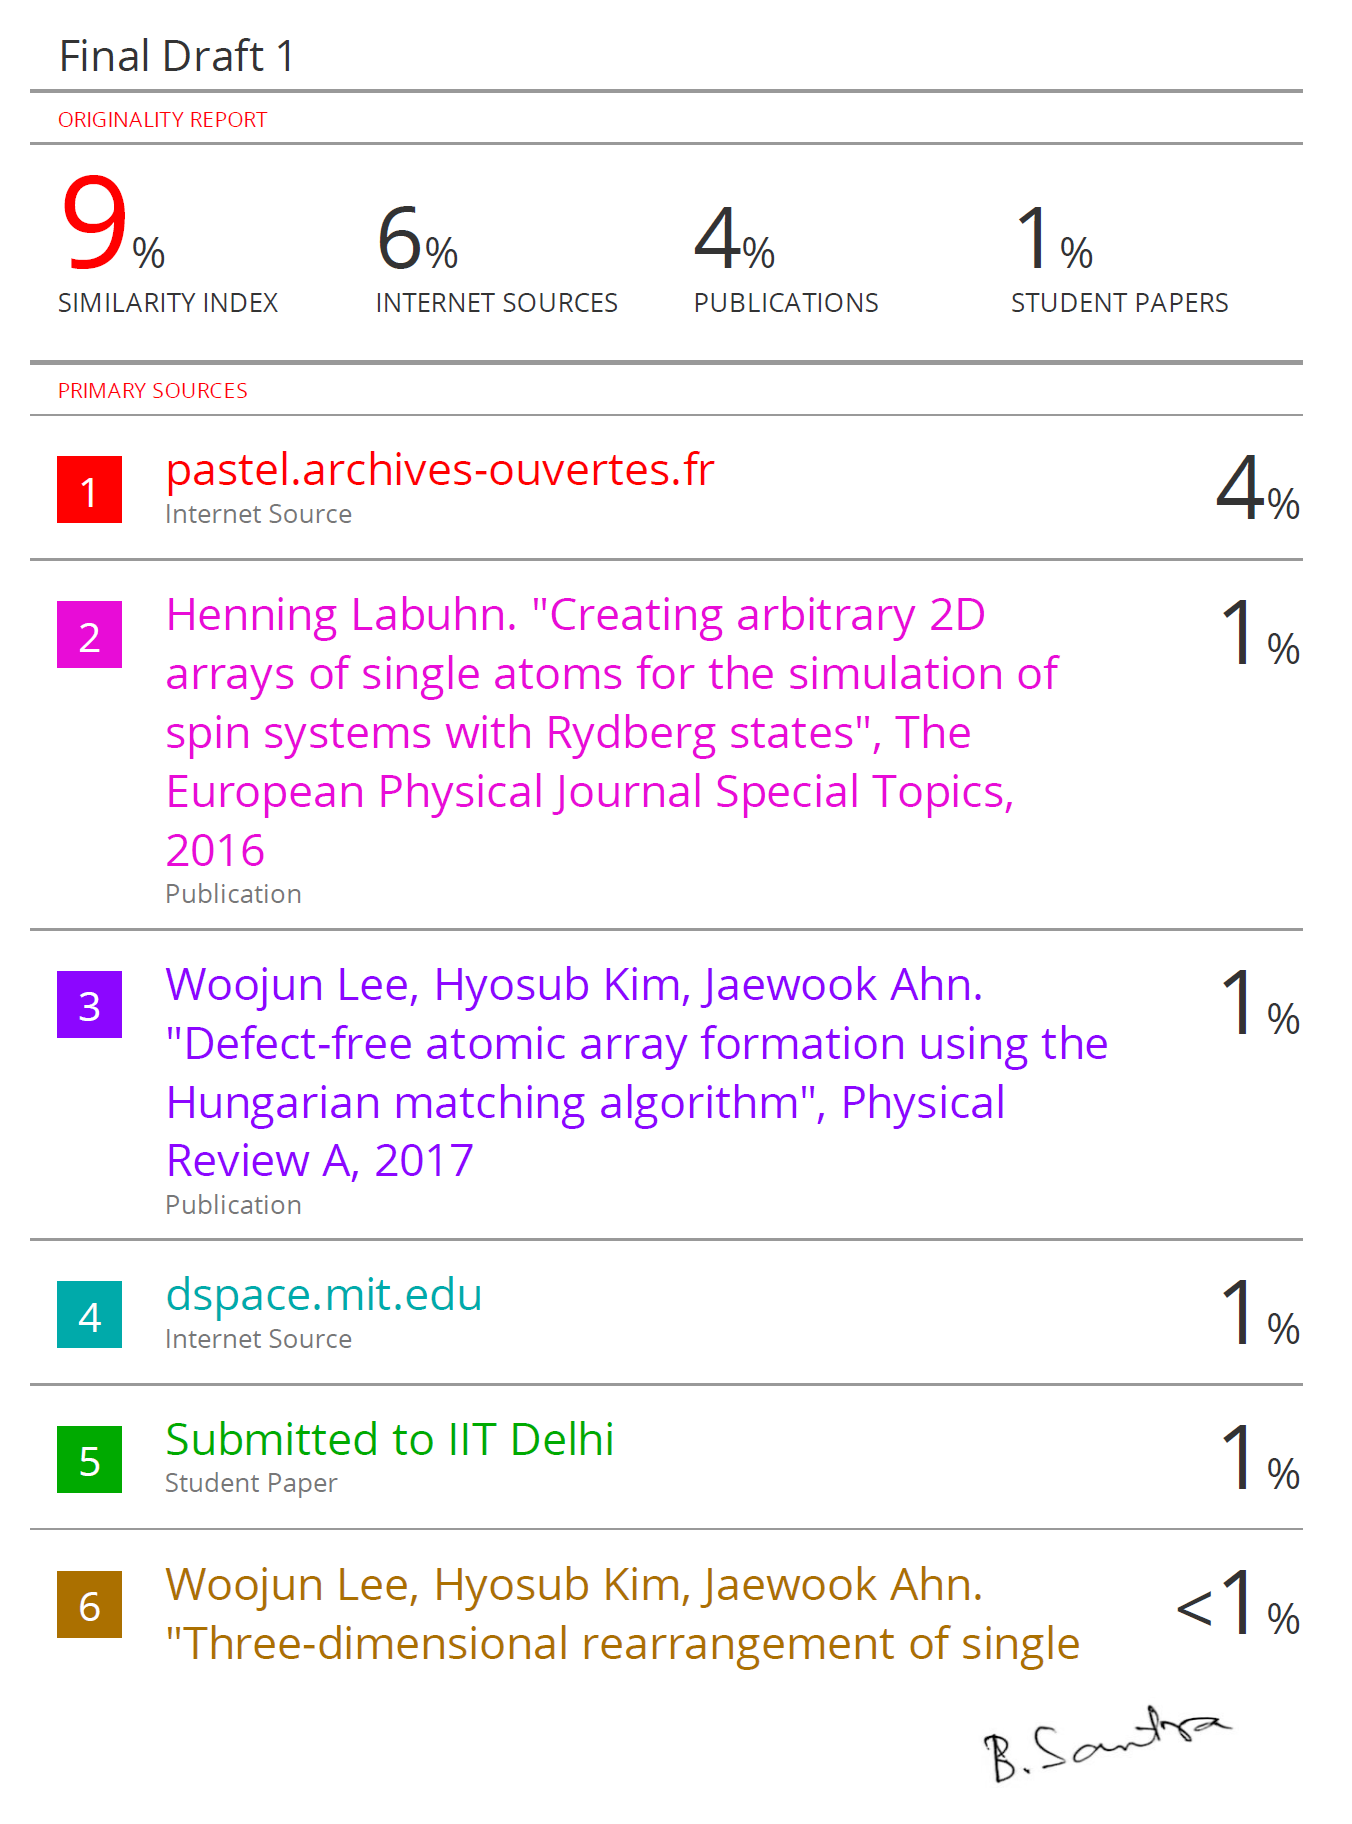 Final Draft 1
ORIGINALITY REPORT
9% 6% 4% 1%
SIMILARITY INDEX INTERNET SOURCES PUBLICATIONS STUDENT PAPERS
PRIMARY SOURCES
1 pastel.archives-ouvertes.fr 4%
Internet Source
2 Henning Labuhn. "Creating arbitrary 2D 1%
arrays of single atoms for the simulation of
spin systems with Rydberg states", The
European Physical Journal Special Topics,
2016
Publication
3 Woojun Lee, Hyosub Kim, Jaewook Ahn. 1%
"Defect-free atomic array formation using the
Hungarian matching algorithm", Physical
Review A, 2017
Publication
4 dspace.mit.edu 1%
Internet Source
5 Submitted to IIT Delhi 1%
Student Paper
6 Woojun Lee, Hyosub Kim, Jaewook Ahn. <1%
"Three-dimensional rearrangement of single
B. Santra